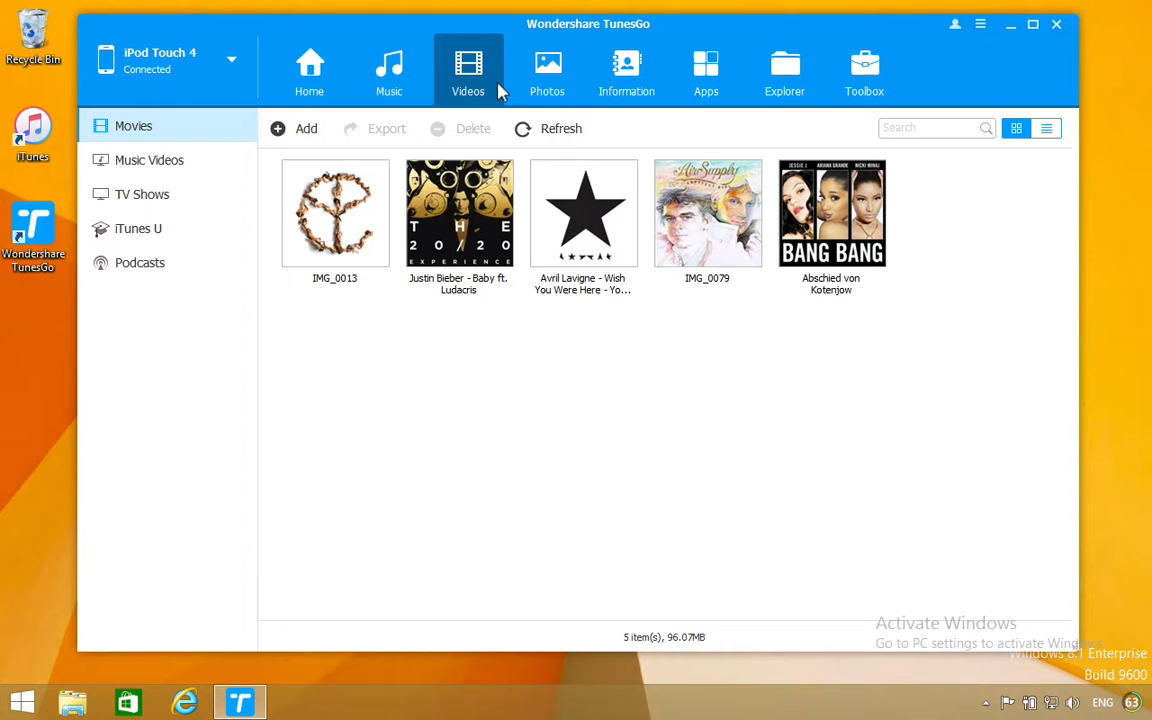 Recycle Bin
iTunes
Wondershare
TunesGo
Wondershare TunesGo
iPod Touch 4
Connected
Home
Music
Videos
Photos
Information
Apps
Explorer
Toolbox
Movies
Music Videos
TV Shows
iTunes U
Podcasts
Add
Export
Delete
Refresh
Search
THE
20/20
EXPERIENCE
Air Supply
JESSIE J ARIANA GRANDE NICKI MINAJ
BANG BANG
IMG_0013
Justin Bieber - Baby ft.
Ludacris
Avril Lavigne - Wish
You Were Here - Yo...
IMG_0079
Abschied von
Kotenjow
5 item(s), 96.07MB
Activate Windows
Go to PC settings to activate Windows.
Windows 8.1 Enterprise
Build 9600
ENG
63